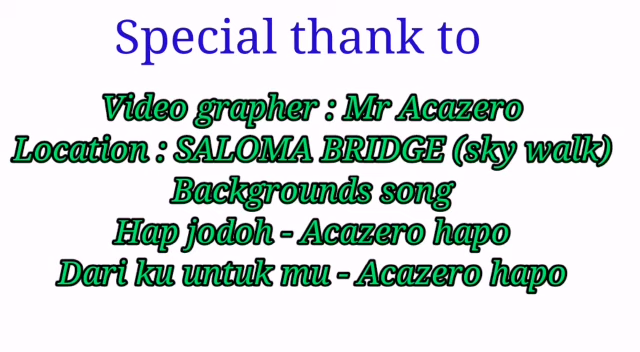 Special thank to
Video grapher : Mr Acazero
Location : SALOMA BRIDGE (sky walk)
Backgrounds song
Hap jodoh - Acazero hapo
Dari ku untuk mu - Acazero hapo